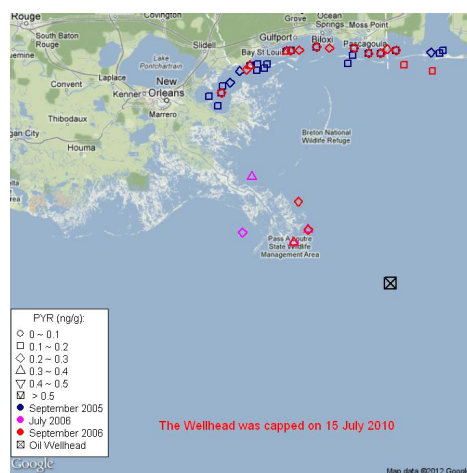 Rouge
Covington
Grove
Ocean
Springs
Moss Point
South Baton
Rouge
Gulfport
Biloxi
Pascagoula
Slidell
Bay St Louis
Lake
Pontchartrain
Convent
Laplace
Kenner
New
Orleans
Marrero
Thibodaux
Houma
Breton National
Wildlife Refuge
Pass A Loutre
State Wildlife
Management Area
PYR (ng/g):
0 ~ 0.1
0.1 ~ 0.2
0.2 ~ 0.3
0.3 ~ 0.4
0.4 ~ 0.5
> 0.5
September 2005
July 2006
September 2006
Oil Wellhead
The Wellhead was capped on 15 July 2010
Google
Map data ©2012 Google